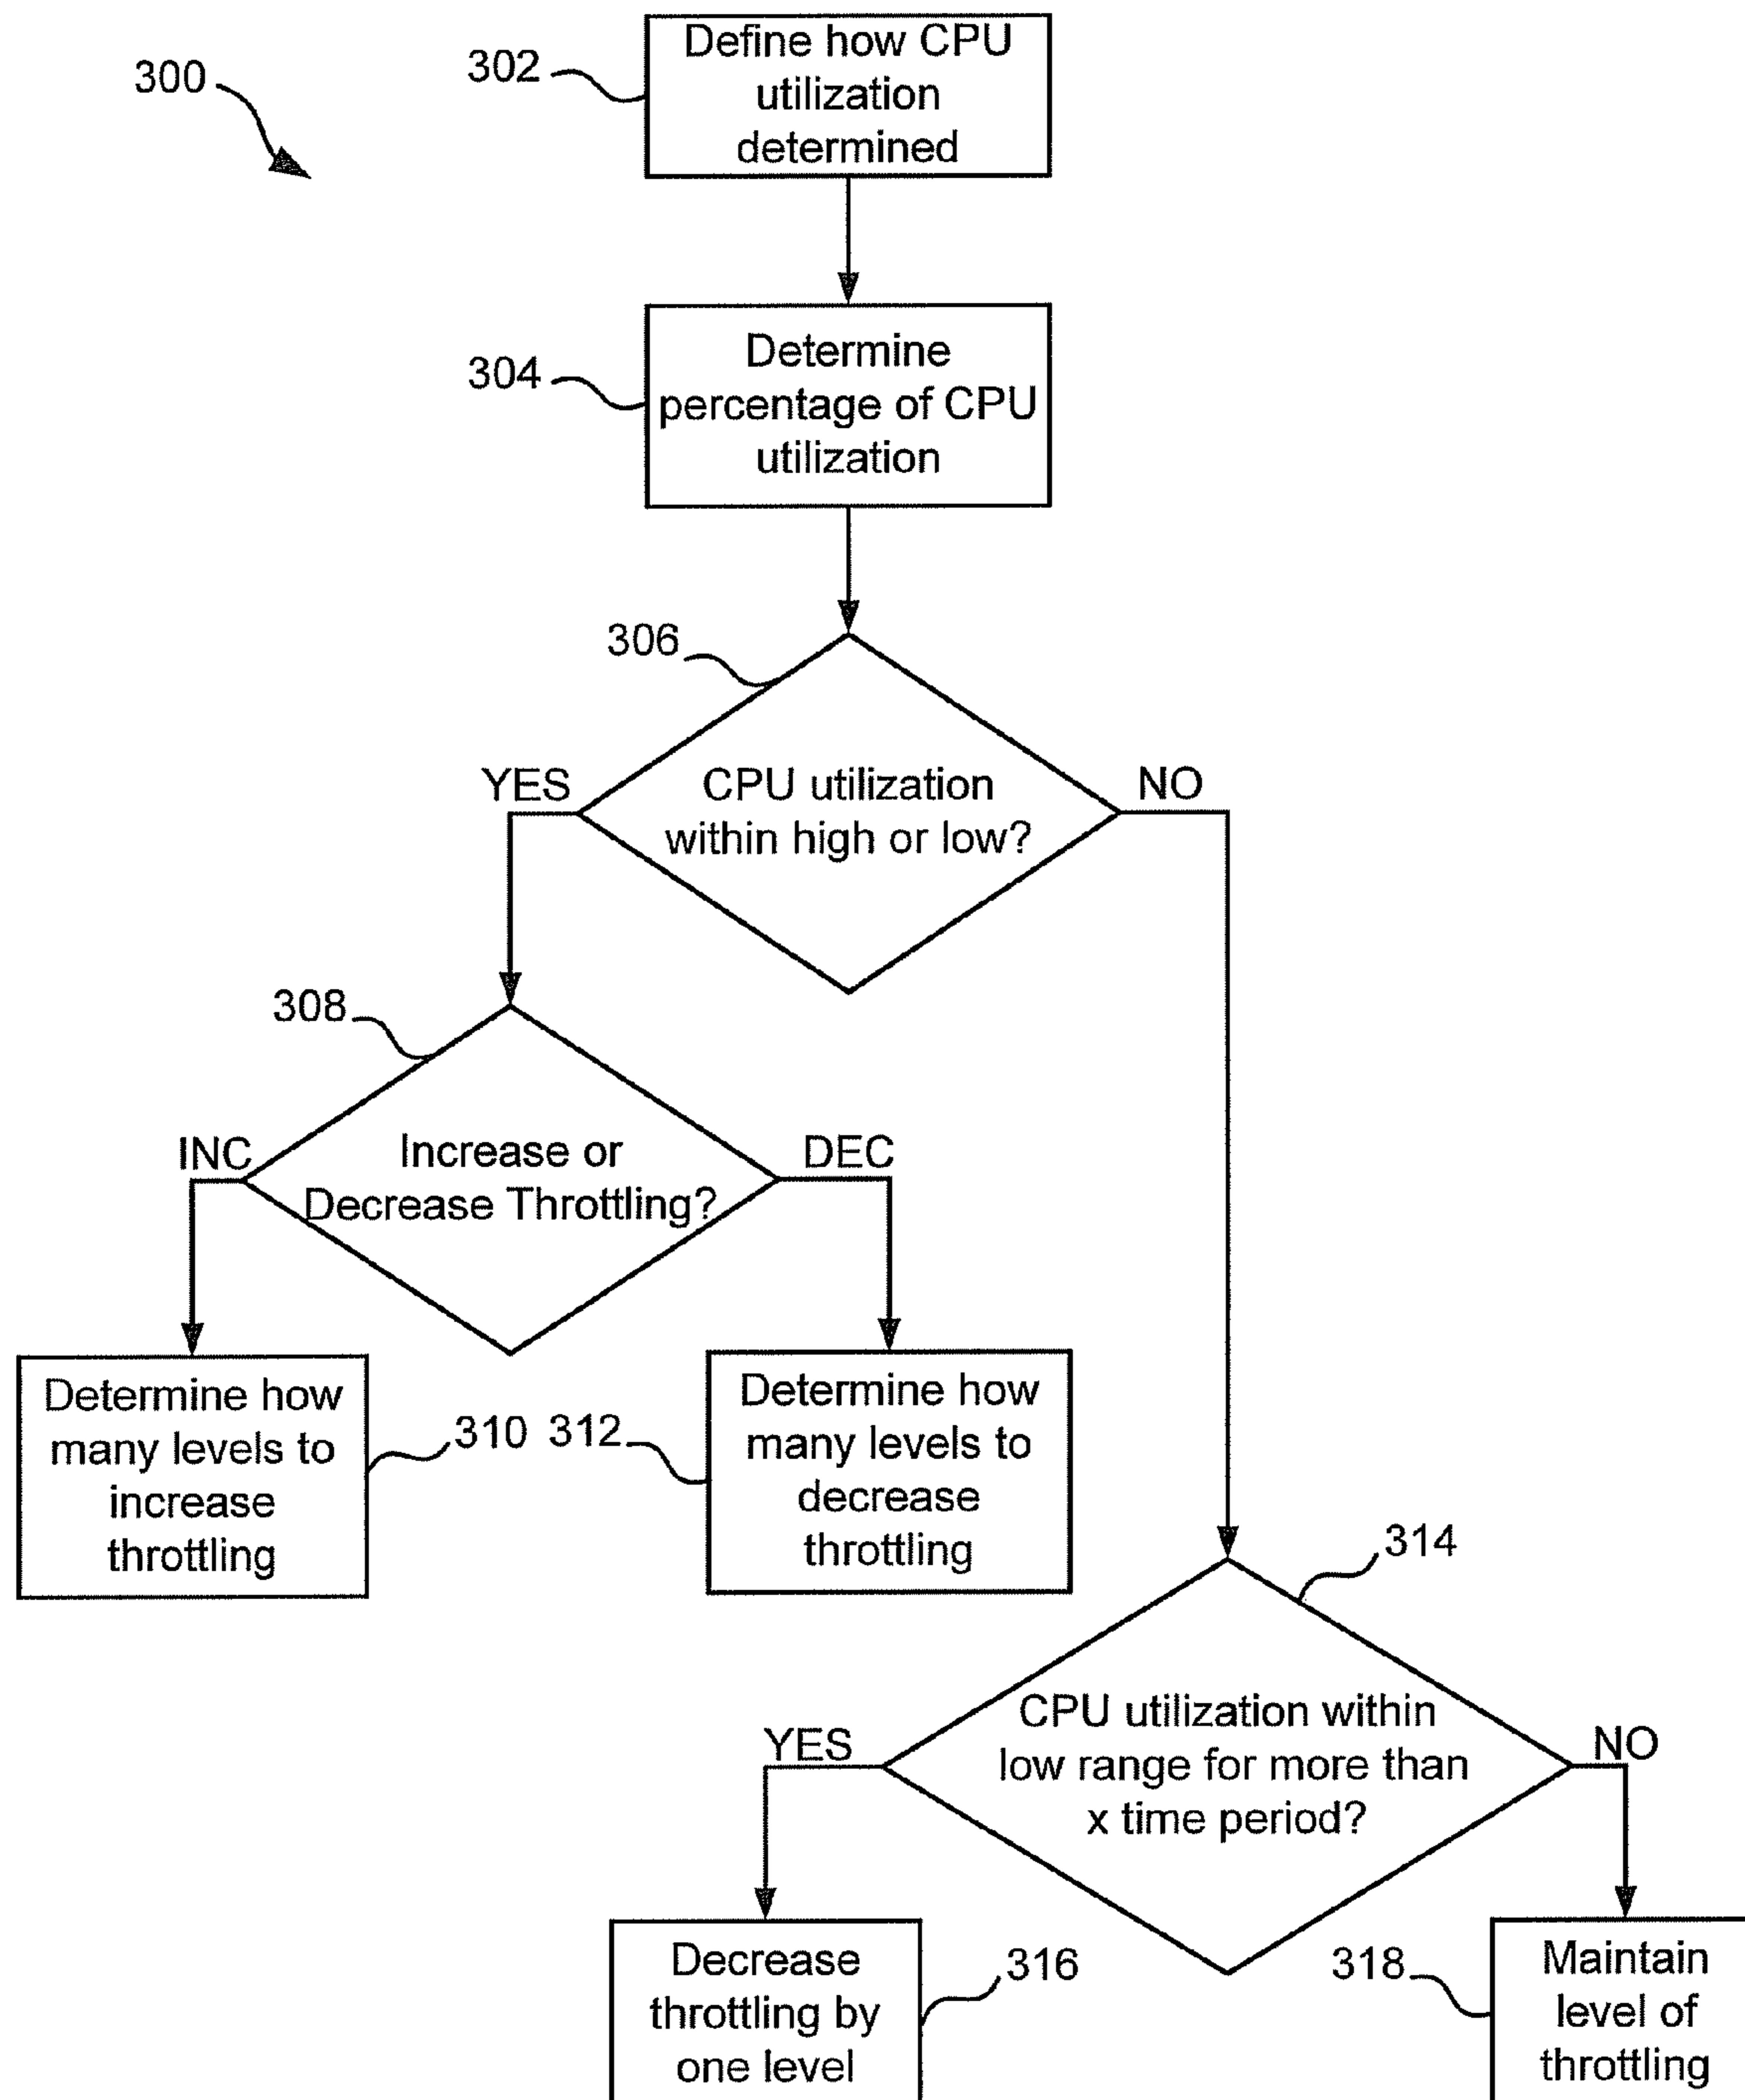 300
302
Define how CPU
utilization
determined
304
Determine
percentage of CPU
utilization
306
YES
CPU utilization
within high or low?
NO
308
INC
Increase or
Decrease Throttling?
DEC
Determine how
many levels to
increase
throttling
310
312
Determine how
many levels to
decrease
throttling
314
YES
CPU utilization within
low range for more than
x time period?
NO
Decrease
throttling by
one level
316
318
Maintain
level of
throttling